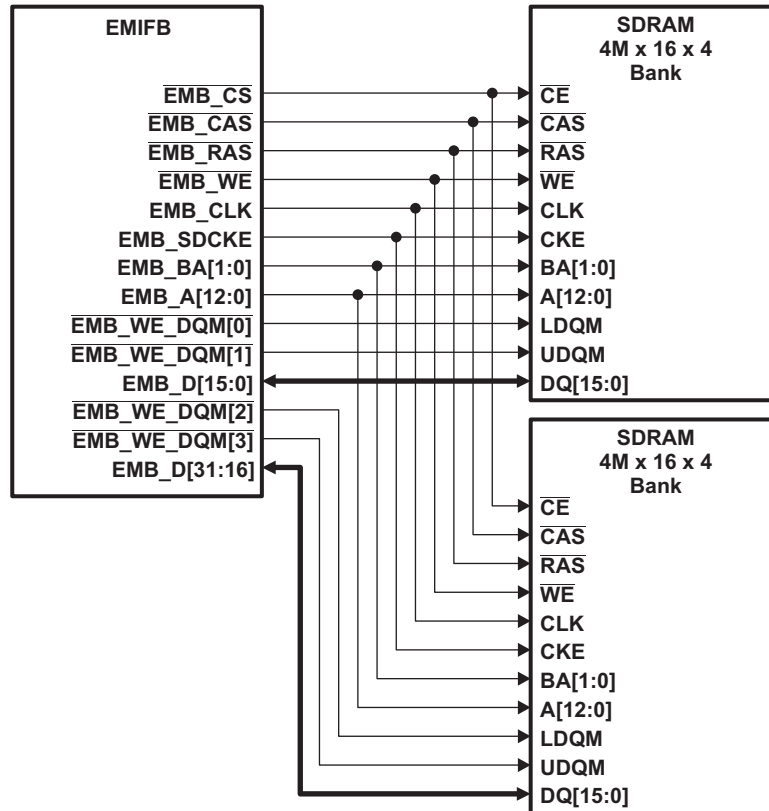 EMIFB
EMB_CS
EMB_CAS
EMB_RAS
EMB_WE
EMB_CLK
EMB_SDCKE
EMB_BA[1:0]
EMB_A[12:0]
EMB_WE_DQM[0]
EMB_WE_DQM[1]
EMB_D[15:0]
EMB_WE_DQM[2]
EMB_WE_DQM[3]
EMB_D[31:16]
SDRAM
4M x 16 x 4
Bank
CE
CAS
RAS
WE
CLK
CKE
BA[1:0]
A[12:0]
LDQM
UDQM
DQ[15:0]
SDRAM
4M x 16 x 4
Bank
CE
CAS
RAS
WE
CLK
CKE
BA[1:0]
A[12:0]
LDQM
UDQM
DQ[15:0]